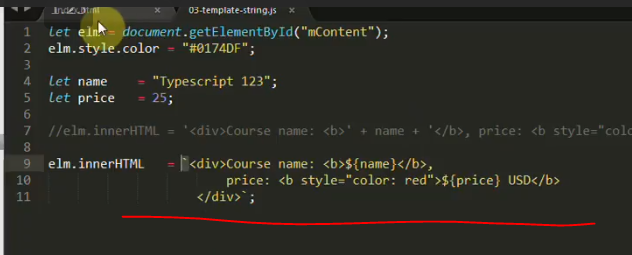 index.html × 03-template-string.js ×
1 let elm = document.getElementById("mContent");
2 elm.style.color = "#0174DF";
3
4 let name = "Typescript 123";
5 let price = 25;
6
7 //elm.innerHTML = '<div>Course name: <b>' + name + '</b>, price: <b style="colo
8
9 elm.innerHTML = `<div>Course name: <b>${name}</b>,
10 price: <b style="color: red">${price} USD</b>
11 </div>`;